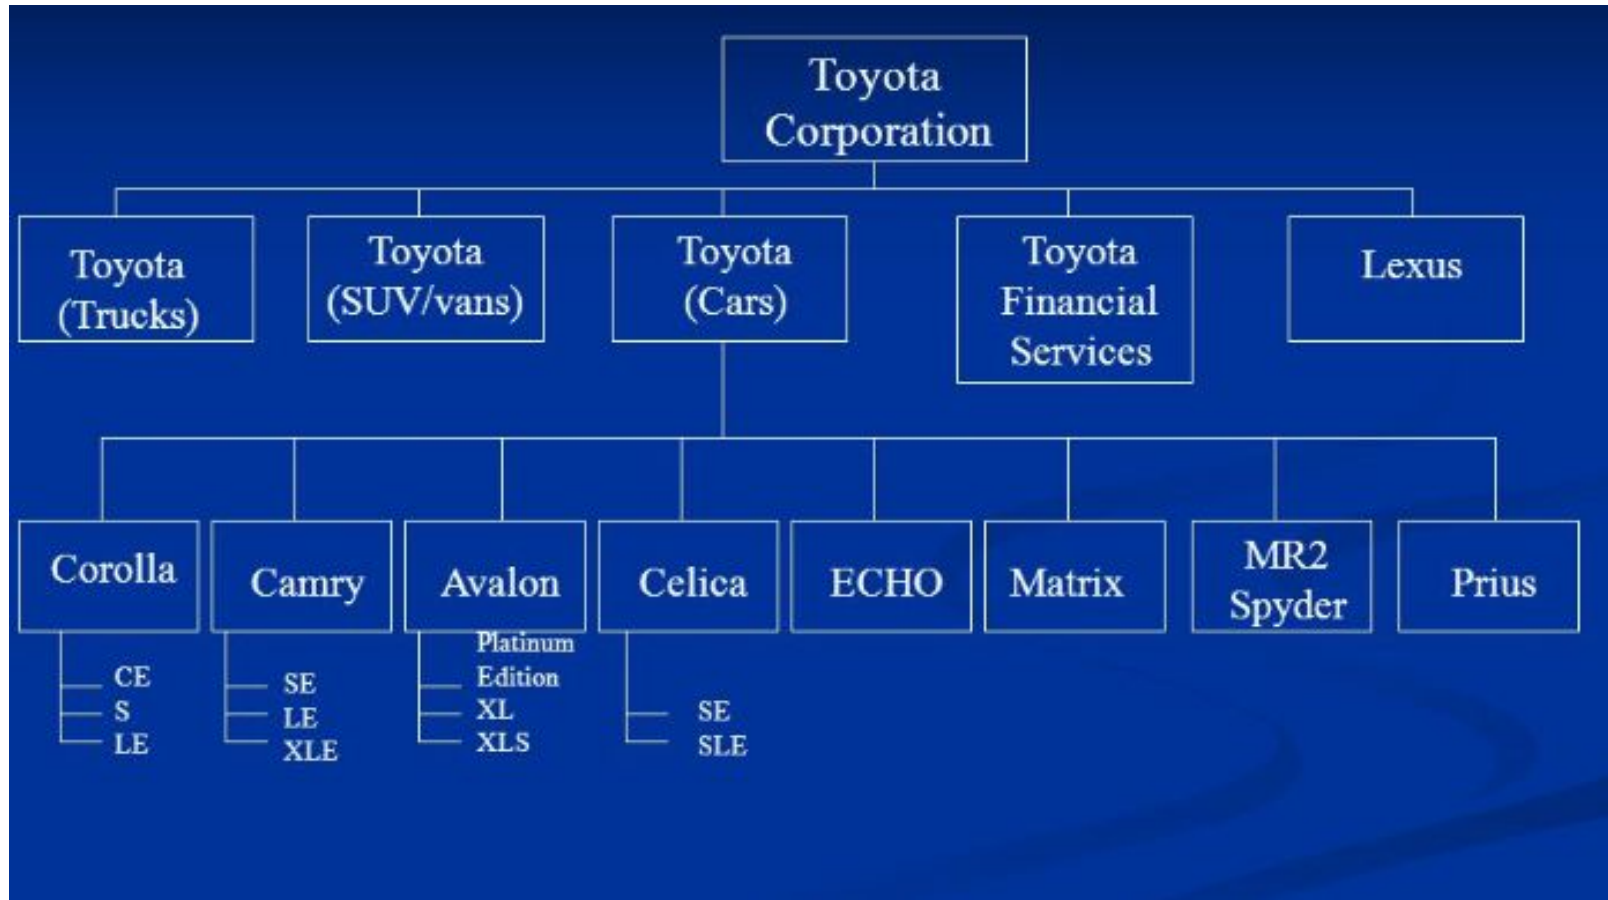 Toyota
Corporation
Toyota
(Trucks)
Toyota
(SUV/vans)
Toyota
(Cars)
Toyota
Financial
Services
Lexus
Corolla
Camry
Avalon
Celica
ECHO
Matrix
MR2
Spyder
Prius
CE
S
LE
SE
LE
XLE
Platinum
Edition
XL
XLS
SE
SLE